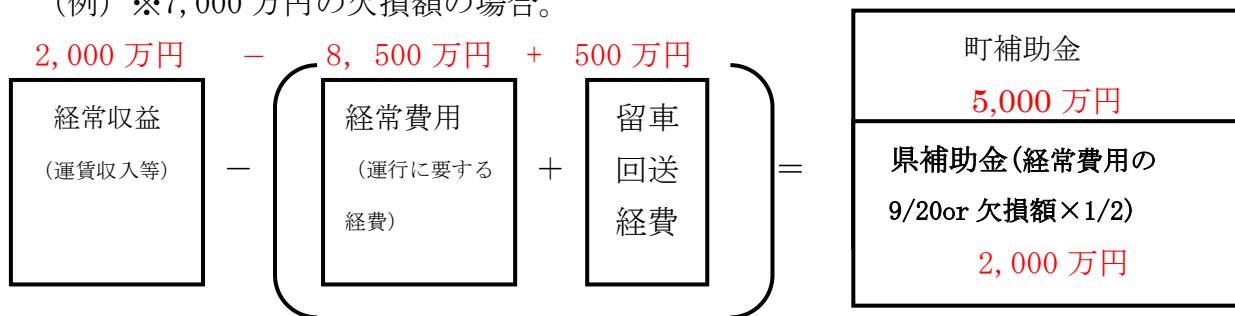 （例）※7,000 万円の欠損額の場合。
2,000 万円 － 8, 500 万円 + 500 万円
経常収益
（運賃収入等）
－
経常費用
（運行に要する
経費）
＋
留車
回送
経費
＝
町補助金
5,000 万円
県補助金(経常費用の
9/20or 欠損額×1/2)
2,000 万円